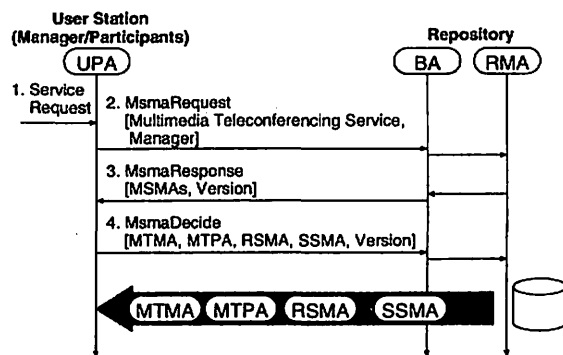 User Station
(Manager/Participants)
Repository
UPA
BA
RMA
1. Service
Request
2. MsmaRequest
[Multimedia Teleconferencing Service,
Manager]
3. MsmaResponse
[MSMAs, Version]
4. MsmaDecide
[MTMA, MTPA, RSMA, SSMA, Version]
MTMA
MTPA
RSMA
SSMA